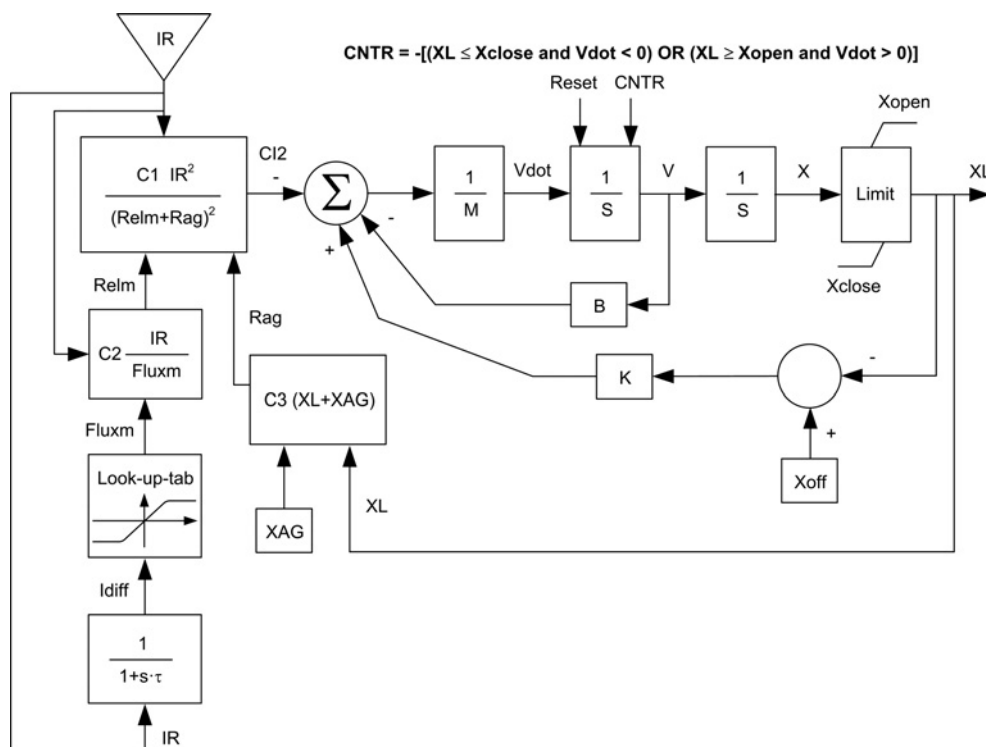 IR
CNTR = -[(XL ≤ Xclose and Vdot < 0) OR (XL ≥ Xopen and Vdot > 0)]
Reset
CNTR
Xopen
C1 IR²
(Relm+Rag)²
CI2
-
Σ
1
M
Vdot
1
S
V
1
S
X
Limit
XL
-
+
Xclose
Relm
Rag
B
C2
IR
Fluxm
K
-
C3 (XL+XAG)
+
Fluxm
Look-up-tab
Xoff
XL
XAG
Idiff
1
1+s·τ
IR